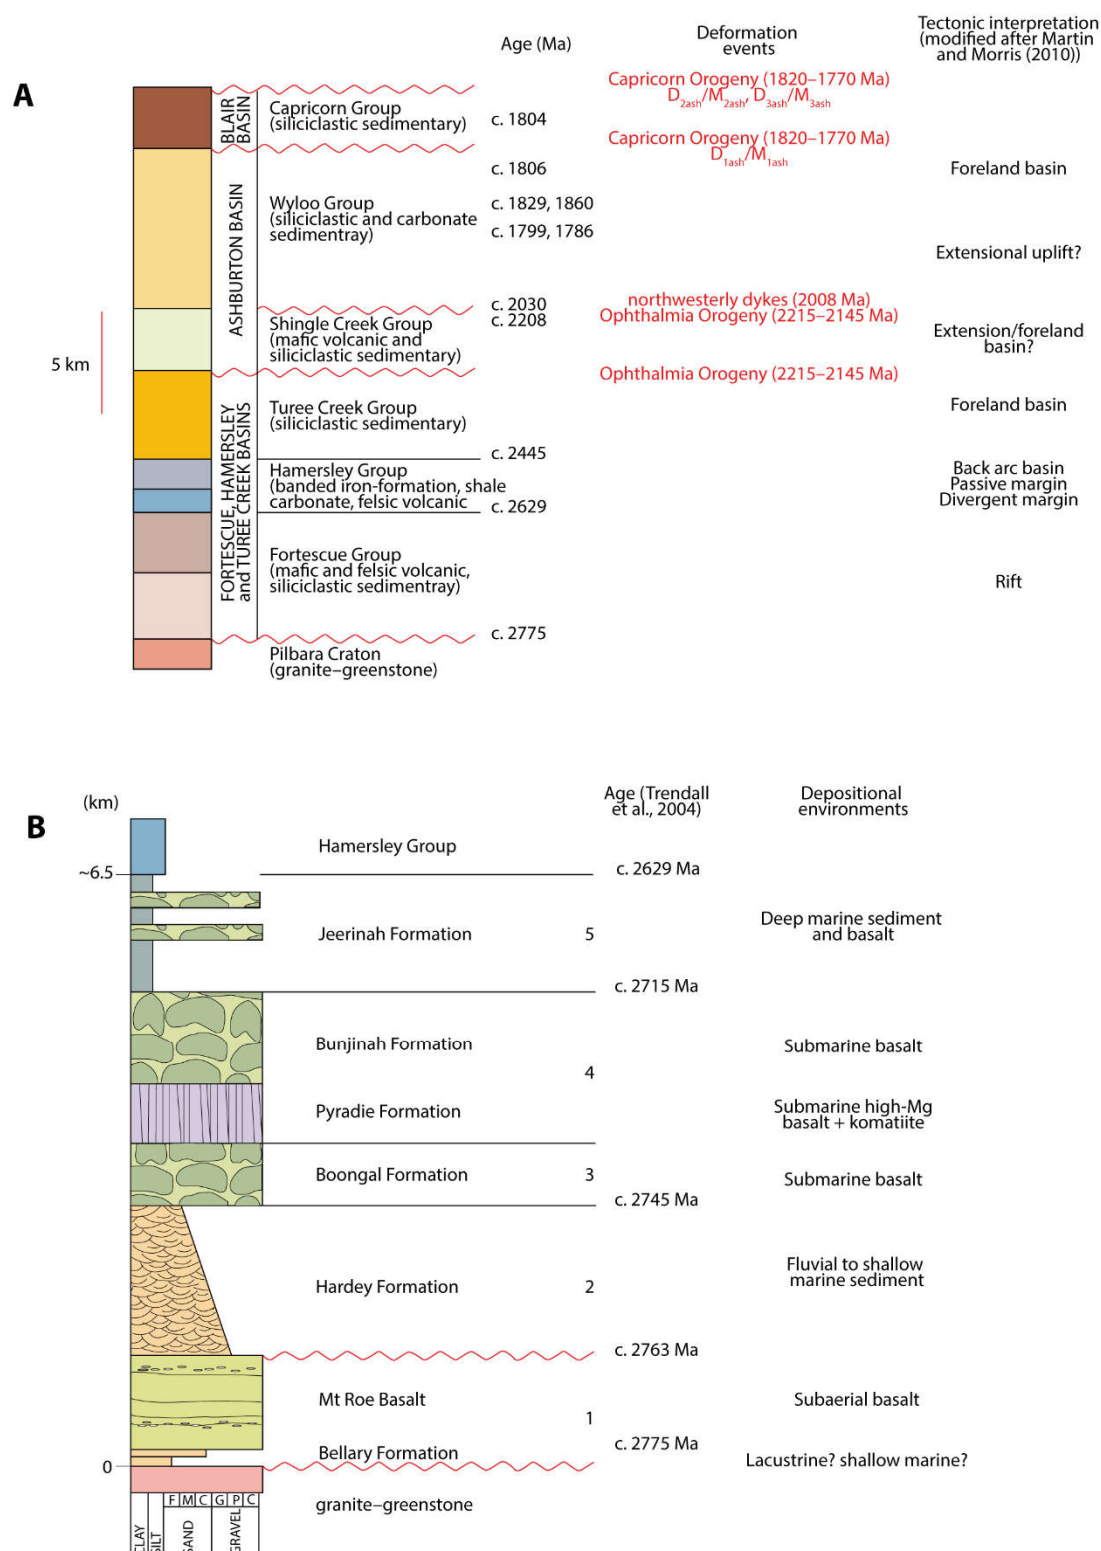 Age (Ma)
Deformation
events
Tectonic interpretation
(modified after Martin
and Morris (2010))
A
Capricorn Orogeny (1820–1770 Ma)
D2ash/M2ash, D3ash/M3ash
BLAIR
BASIN
Capricorn Group
(siliciclastic sedimentary)
c. 1804
Capricorn Orogeny (1820–1770 Ma)
D1ash/M1ash
ASHBURTON BASIN
c. 1806
Foreland basin
Wyloo Group
(siliciclastic and carbonate
sedimentray)
c. 1829, 1860
c. 1799, 1786
Extensional uplift?
c. 2030
northwesterly dykes (2008 Ma)
c. 2208
Ophthalmia Orogeny (2215–2145 Ma)
Shingle Creek Group
(mafic volcanic and
siliciclastic sedimentary)
Extension/foreland
basin?
5 km
Ophthalmia Orogeny (2215–2145 Ma)
FORTESCUE, HAMERSLEY
and TUREE CREEK BASINS
Turee Creek Group
(siliciclastic sedimentary)
Foreland basin
c. 2445
Hamersley Group
(banded iron-formation, shale
carbonate, felsic volcanic
Back arc basin
Passive margin
Divergent margin
c. 2629
Fortescue Group
(mafic and felsic volcanic,
siliciclastic sedimentray)
Rift
c. 2775
Pilbara Craton
(granite–greenstone)
B
(km)
Age (Trendall
et al., 2004)
Depositional
environments
Hamersley Group
~6.5
c. 2629 Ma
Jeerinah Formation
5
Deep marine sediment
and basalt
c. 2715 Ma
Bunjinah Formation
Submarine basalt
4
Pyradie Formation
Submarine high-Mg
basalt + komatiite
Boongal Formation
3
Submarine basalt
c. 2745 Ma
Hardey Formation
2
Fluvial to shallow
marine sediment
c. 2763 Ma
Mt Roe Basalt
1
Subaerial basalt
c. 2775 Ma
Bellary Formation
Lacustrine? shallow marine?
0
granite–greenstone
F M C G P C
CLAY
SILT
SAND
GRAVEL